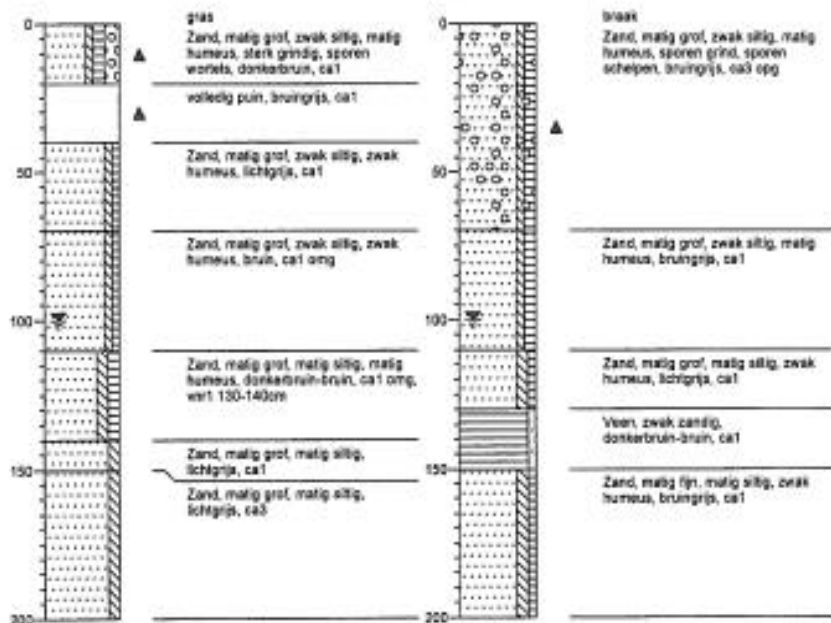 gras
0
Zand, matig grof, zwak siltig, matig
humeus, sterk grindig, sporen
wortels, donkerbruin, ca1
volledig puin, bruingrijs, ca1
Zand, matig grof, zwak siltig, zwak
humeus, lichtgrijs, ca1
50
Zand, matig grof, zwak siltig, zwak
humeus, bruin, ca1 omg
100
Zand, matig grof, matig siltig, matig
humeus, donkerbruin-bruin, ca1 omg,
130-140cm
Zand, matig grof, matig siltig,
lichtgrijs, ca1
150
Zand, matig grof, matig siltig,
lichtgrijs, ca3
200
braak
0
Zand, matig grof, zwak siltig, matig
humeus, sporen grind, sporen
schelpen, bruingrijs, ca3 opg
50
Zand, matig grof, zwak siltig, matig
humeus, bruingrijs, ca1
100
Zand, matig grof, matig siltig, zwak
humeus, lichtgrijs, ca1
Veen, zwak zandig,
donkerbruin-bruin, ca1
150
Zand, matig fijn, matig siltig, zwak
humeus, bruingrijs, ca1
200